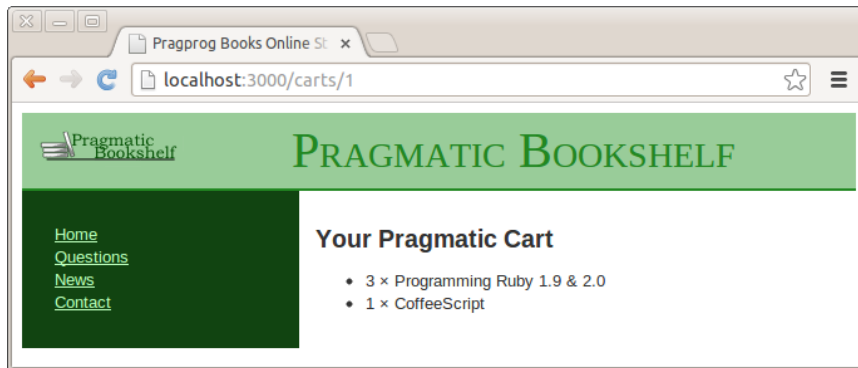 Pragprog Books Online St
localhost:3000/carts/1
Pragmatic
Bookshelf
PRAGMATIC BOOKSHELF
Home
Questions
News
Contact
Your Pragmatic Cart
• 3 × Programming Ruby 1.9 & 2.0
• 1 × CoffeeScript